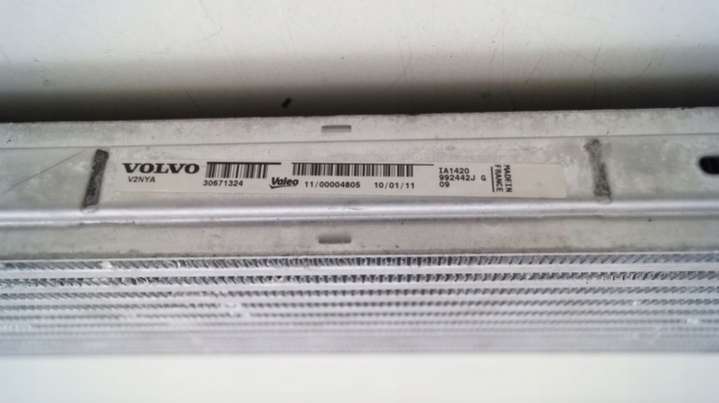 VOLVO
V2NYA
30671324
Valeo
11/00004805 10/01/11
IA1420
992442J G
09
MADE IN
FRANCE